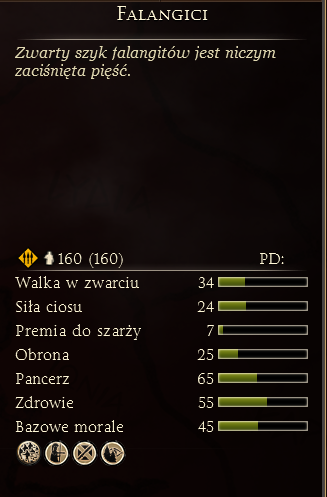 Falangici
Zwarty szyk falangitów jest niczym
zaciśnięta pięść.
160 (160) PD:
Walka w zwarciu 34
Siła ciosu 24
Premia do szarży 7
Obrona 25
Pancerz 65
Zdrowie 55
Bazowe morale 45